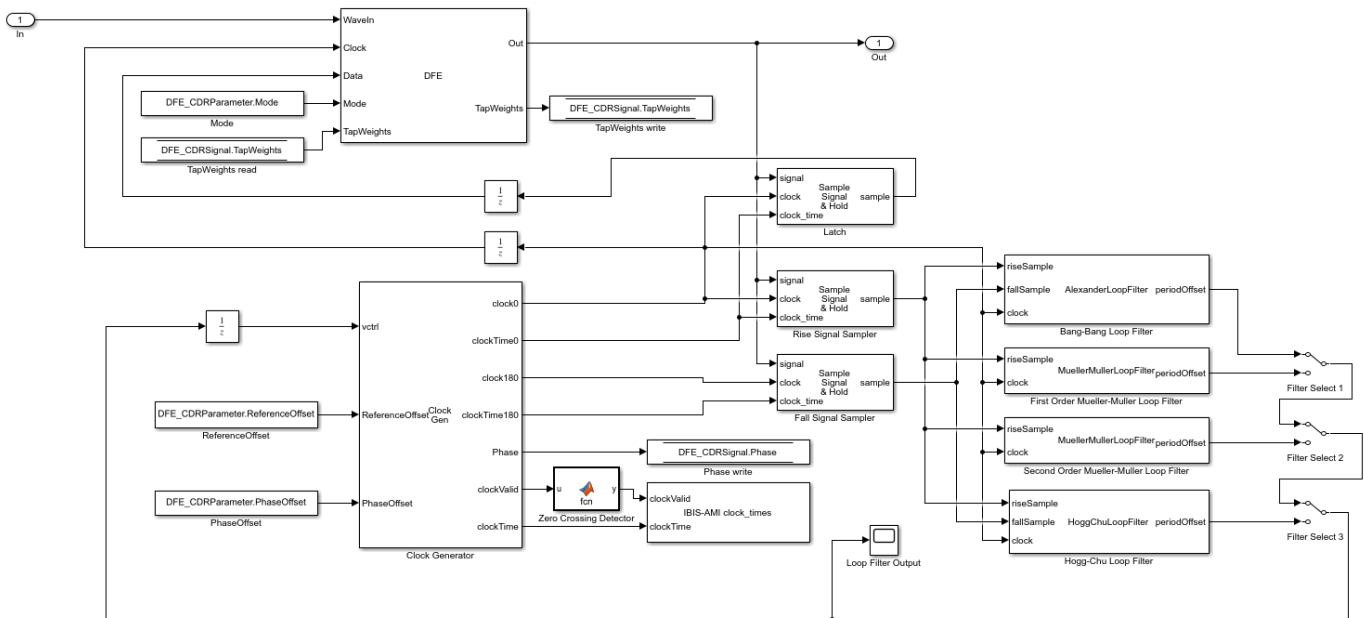 1
In
WaveIn
Clock
Data
Mode
TapWeights
DFE
Out
TapWeights
1
Out
DFE_CDRParameter.Mode
Mode
DFE_CDRSignal.TapWeights
TapWeights read
DFE_CDRSignal.TapWeights
TapWeights write
1
z
1
z
signal
clock
clock_time
Sample
Signal
& Hold
sample
Latch
signal
clock
clock_time
Sample
Signal
& Hold
sample
Rise Signal Sampler
signal
clock
clock_time
Sample
Signal
& Hold
sample
Fall Signal Sampler
1
z
vctrl
ReferenceOffset
PhaseOffset
Clock
Gen
clock0
clockTime0
clock180
clockTime180
Phase
clockValid
clockTime
Clock Generator
DFE_CDRParameter.ReferenceOffset
ReferenceOffset
DFE_CDRParameter.PhaseOffset
PhaseOffset
DFE_CDRSignal.Phase
Phase write
u
fcn
y
Zero Crossing Detector
clockValid
IBIS-AMI clock_times
clockTime
riseSample
fallSample
clock
AlexanderLoopFilter
periodOffset
Bang-Bang Loop Filter
riseSample
clock
MuellerMullerLoopFilter
periodOffset
First Order Mueller-Muller Loop Filter
riseSample
clock
MuellerMullerLoopFilter
periodOffset
Second Order Mueller-Muller Loop Filter
riseSample
fallSample
clock
HoggChuLoopFilter
periodOffset
Hogg-Chu Loop Filter
Filter Select 1
Filter Select 2
Filter Select 3
Loop Filter Output